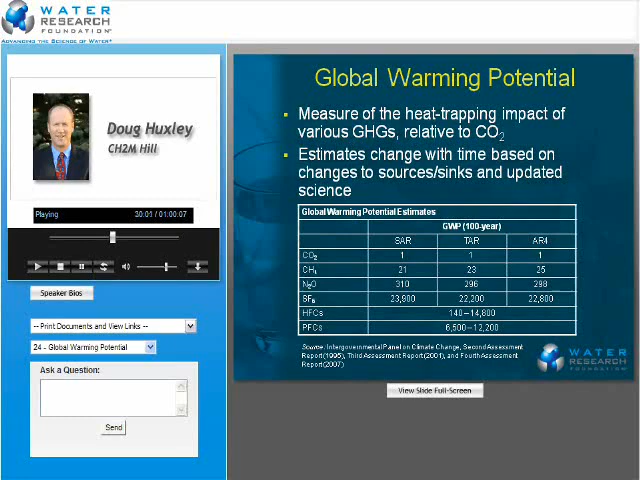 WATER
RESEARCH
FOUNDATION
ADVANCING THE SCIENCE OF WATER
Doug Huxley
CH2M Hill
Playing 30:01 / 01:00:07
Speaker Bios
-- Print Documents and View Links --
24 - Global Warming Potential
Ask a Question:
Send
Global Warming Potential
Measure of the heat-trapping impact of
various GHGs, relative to CO2
Estimates change with time based on
changes to sources/sinks and updated
science
Global Warming Potential Estimates
GWP (100-year)
SAR TAR AR4
CO2 1 1 1
CH4 21 23 25
N2O 310 296 298
SF6 23,900 22,200 22,800
HFCs 140–14,800
PFCs 6,500–12,200
Source: Intergovernmental Panel on Climate Change, Second Assessment
Report (1995), Third Assessment Report (2001), and Fourth Assessment
Report (2007)
WATER
RESEARCH
FOUNDATION
View Slide Full-Screen